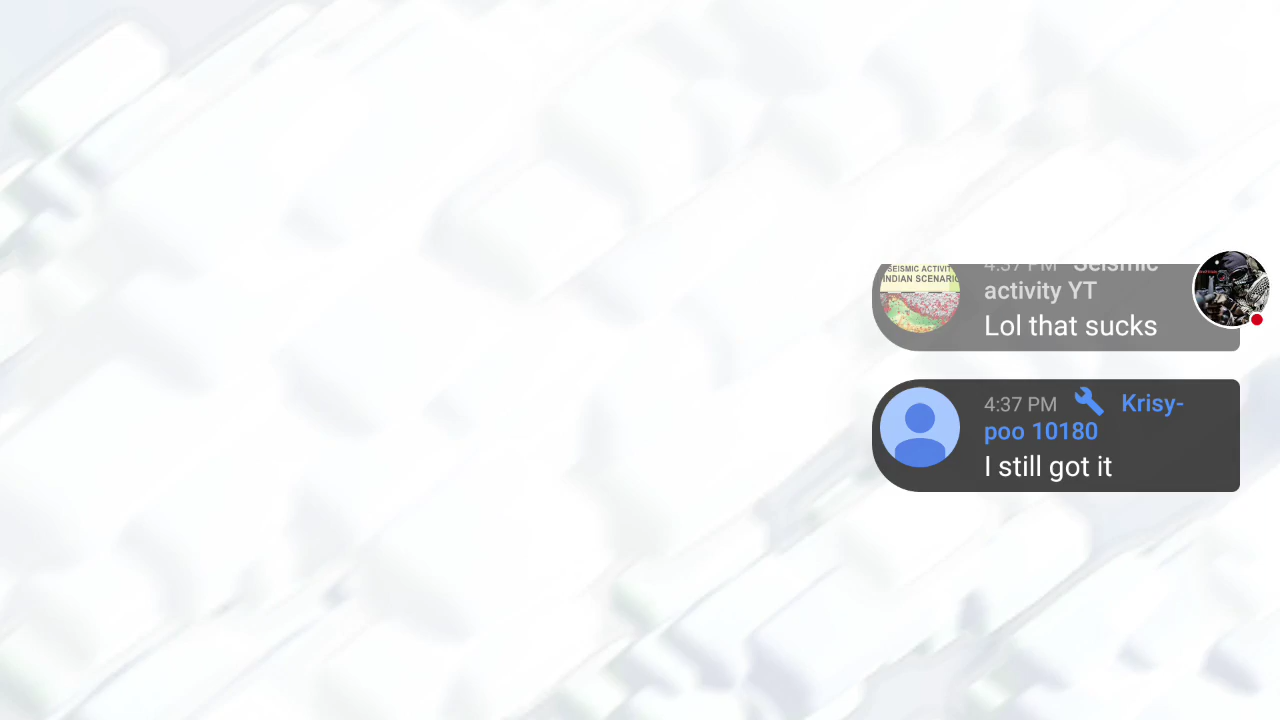 SEISMIC ACTIVIT
INDIAN SCENARIO
4:37 PM Seismic
activity YT
Lol that sucks
4:37 PM Krisy-
poo 10180
I still got it